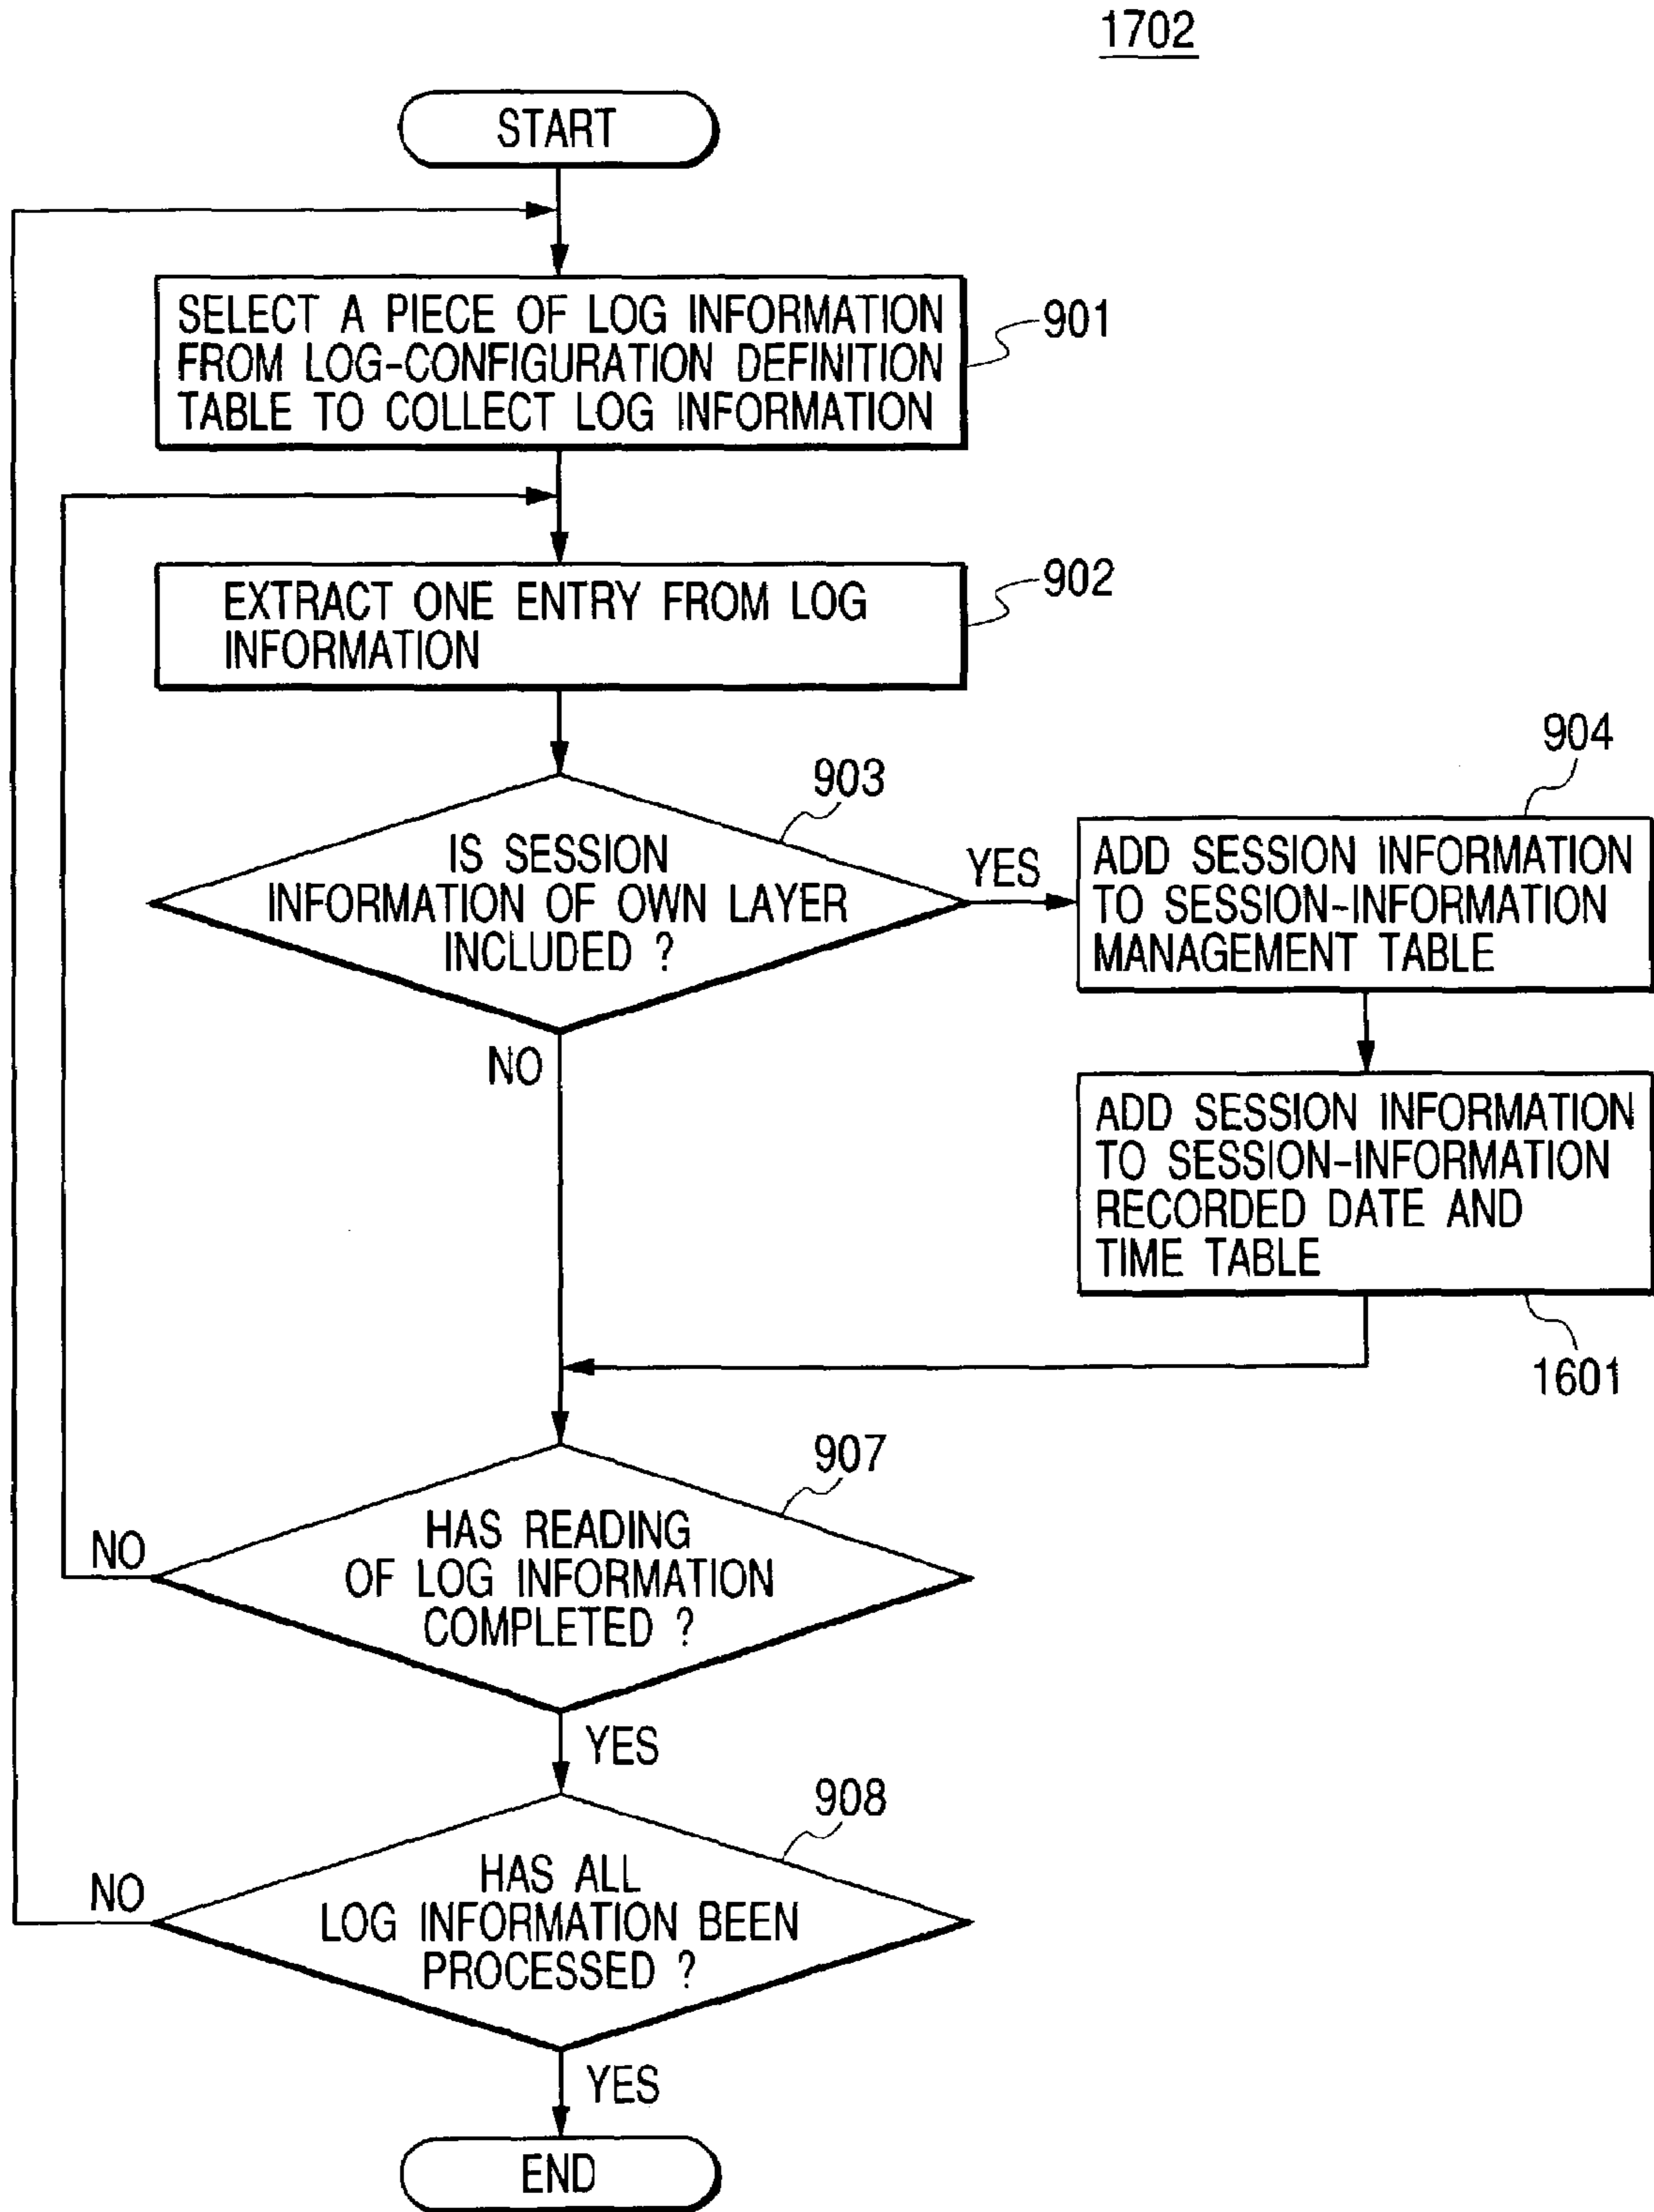 1702
START
SELECT A PIECE OF LOG INFORMATION
FROM LOG-CONFIGURATION DEFINITION
TABLE TO COLLECT LOG INFORMATION
901
EXTRACT ONE ENTRY FROM LOG
INFORMATION
902
903
IS SESSION
INFORMATION OF OWN LAYER
INCLUDED ?
YES
NO
904
ADD SESSION INFORMATION
TO SESSION-INFORMATION
MANAGEMENT TABLE
ADD SESSION INFORMATION
TO SESSION-INFORMATION
RECORDED DATE AND
TIME TABLE
1601
907
HAS READING
OF LOG INFORMATION
COMPLETED ?
NO
YES
908
HAS ALL
LOG INFORMATION BEEN
PROCESSED ?
NO
YES
END